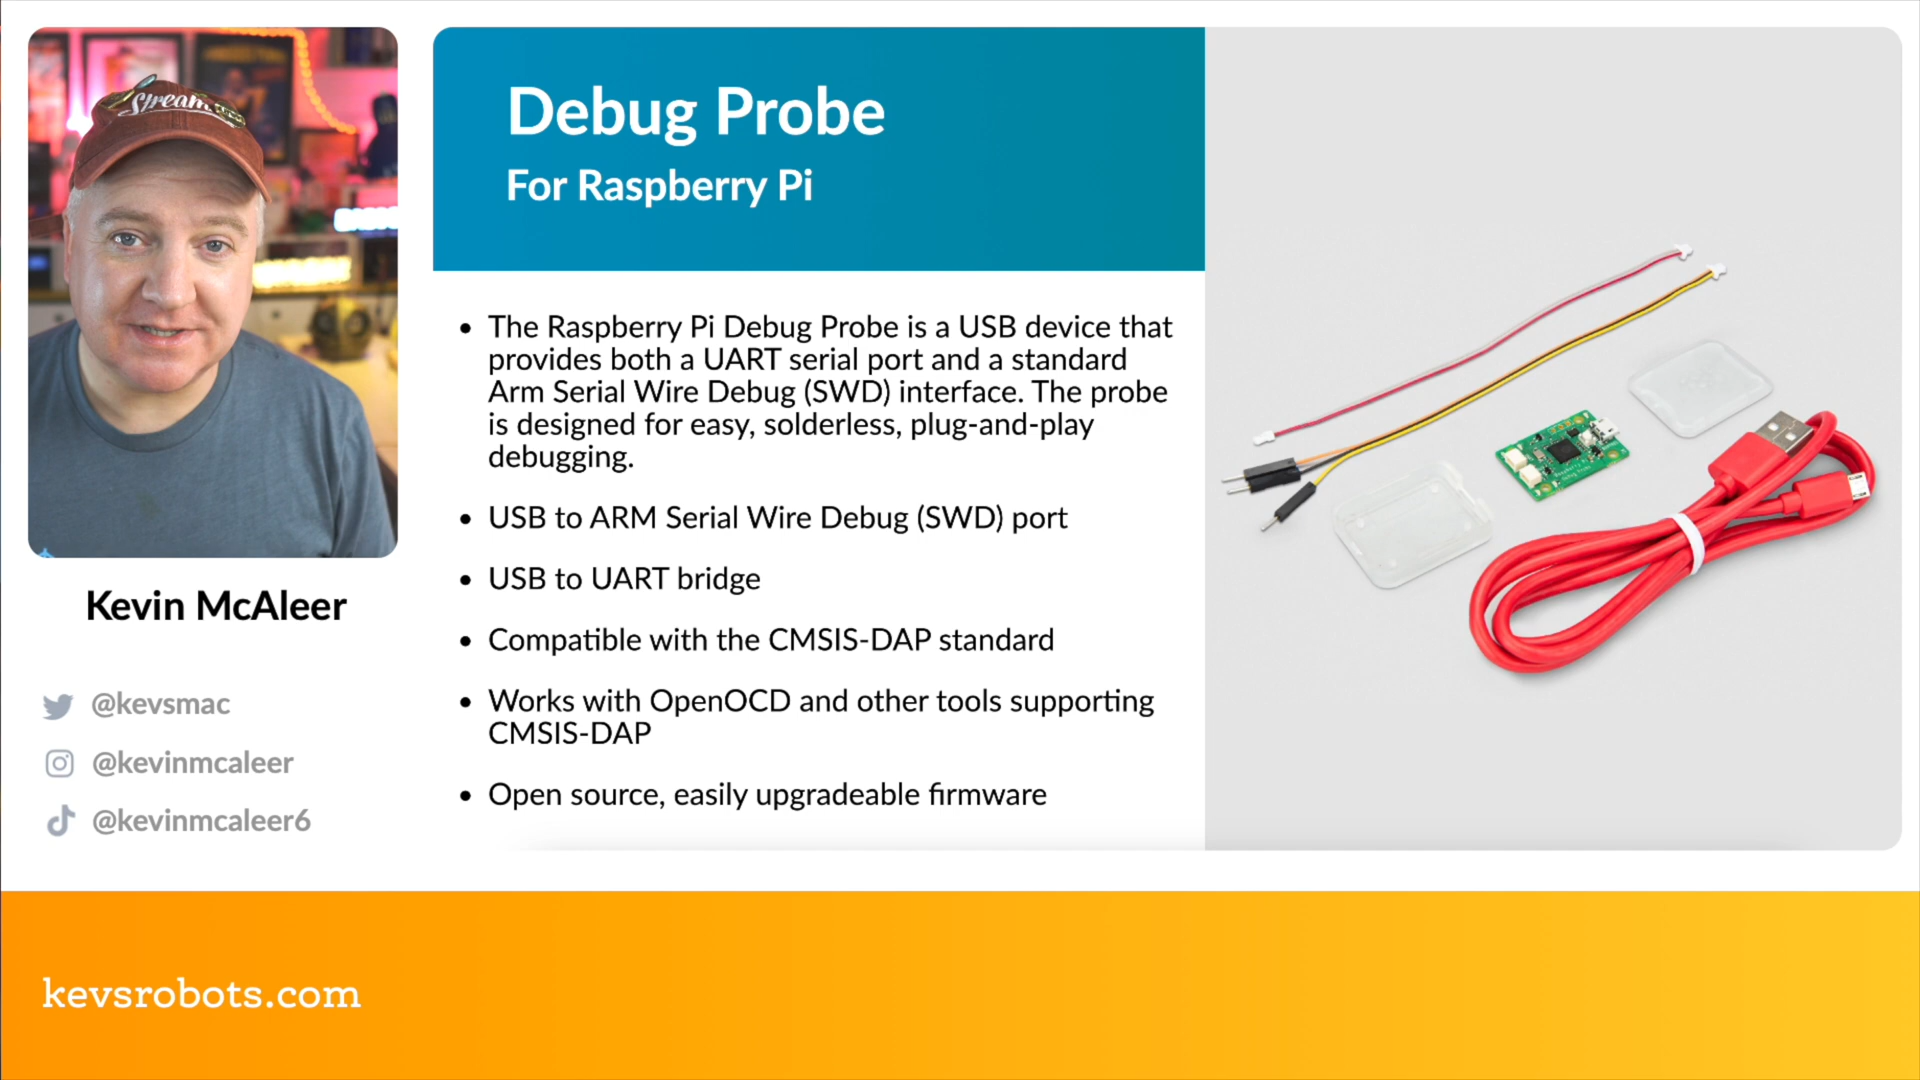 Stream
Kevin McAleer
@kevsmac
@kevinmcaleer
@kevinmcaleer6
Debug Probe
For Raspberry Pi
• The Raspberry Pi Debug Probe is a USB device that
provides both a UART serial port and a standard
Arm Serial Wire Debug (SWD) interface. The probe
is designed for easy, solderless, plug-and-play
debugging.
• USB to ARM Serial Wire Debug (SWD) port
• USB to UART bridge
• Compatible with the CMSIS-DAP standard
• Works with OpenOCD and other tools supporting
CMSIS-DAP
• Open source, easily upgradeable firmware
kevsrobots.com